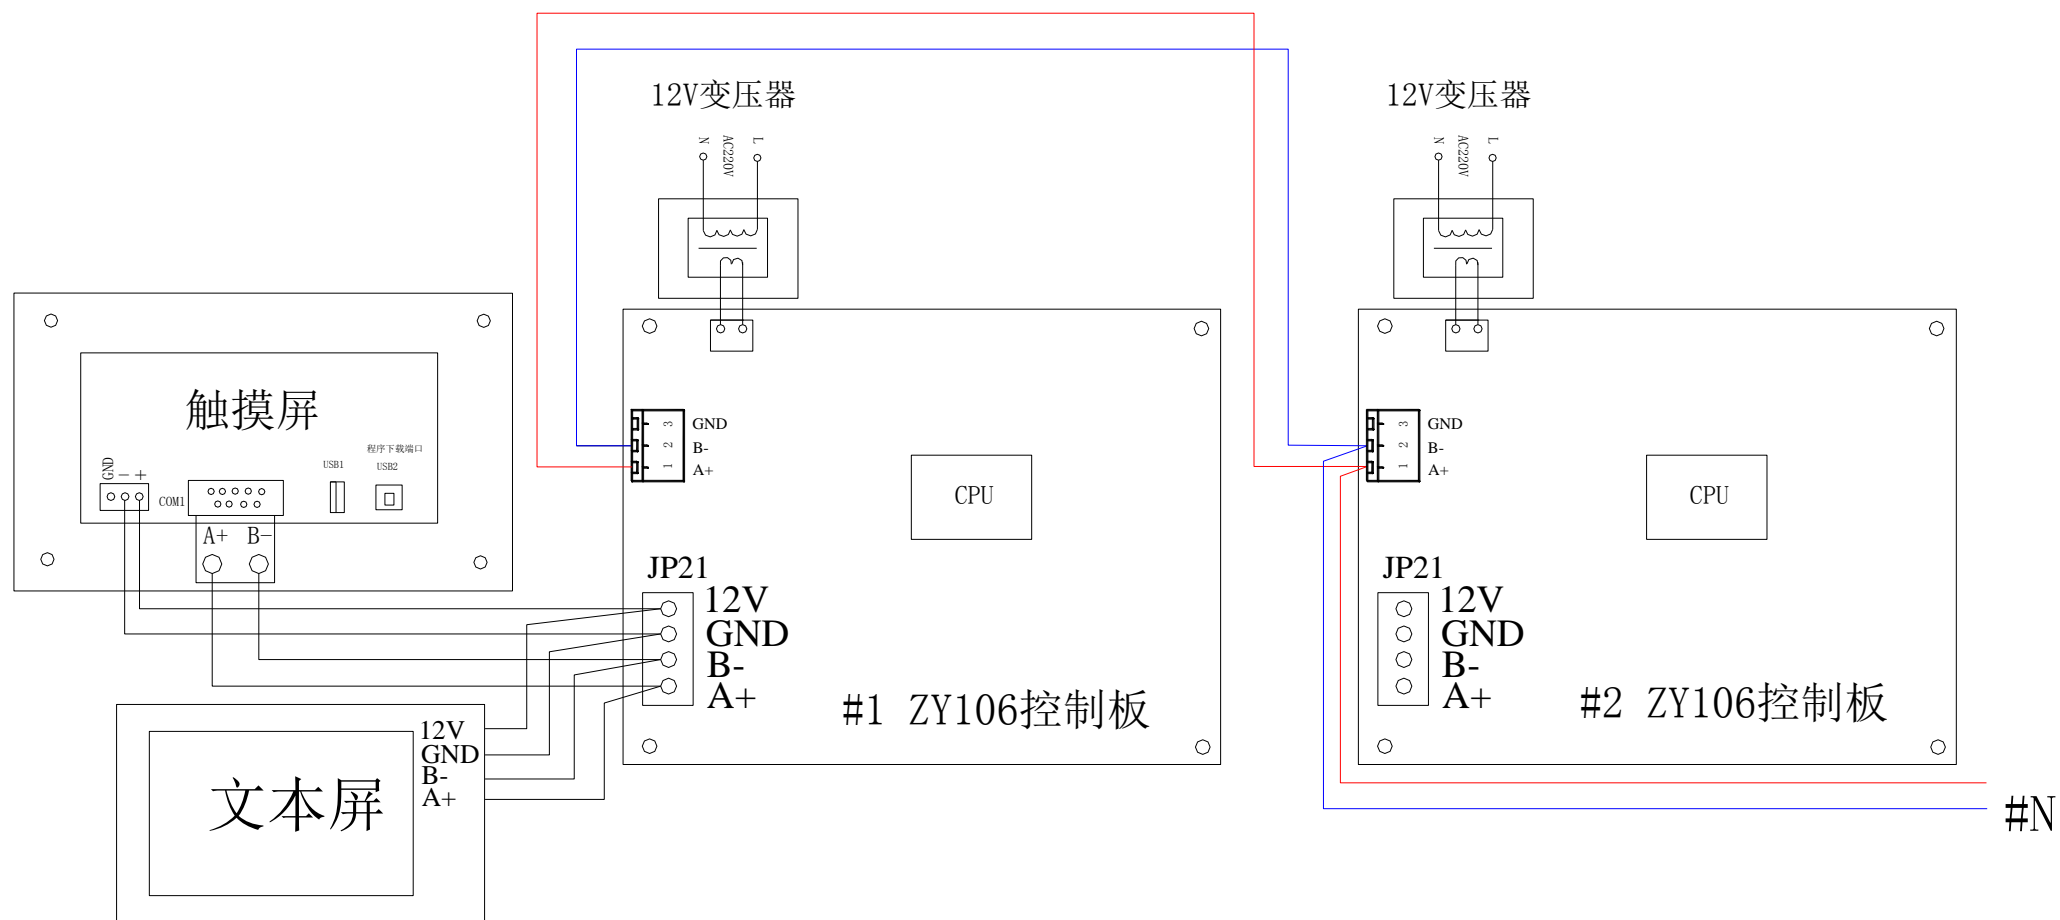 12V变压器
N
AC220V
L
12V变压器
N
AC220V
L
触摸屏
GND
-
+
COM1
USB1
程序下载端口
USB2
A+
B-
3
GND
2
B-
1
A+
CPU
JP21
12V
GND
B-
A+
#1 ZY106控制板
3
GND
2
B-
1
A+
CPU
JP21
12V
GND
B-
A+
#2 ZY106控制板
文本屏
12V
GND
B-
A+
#N